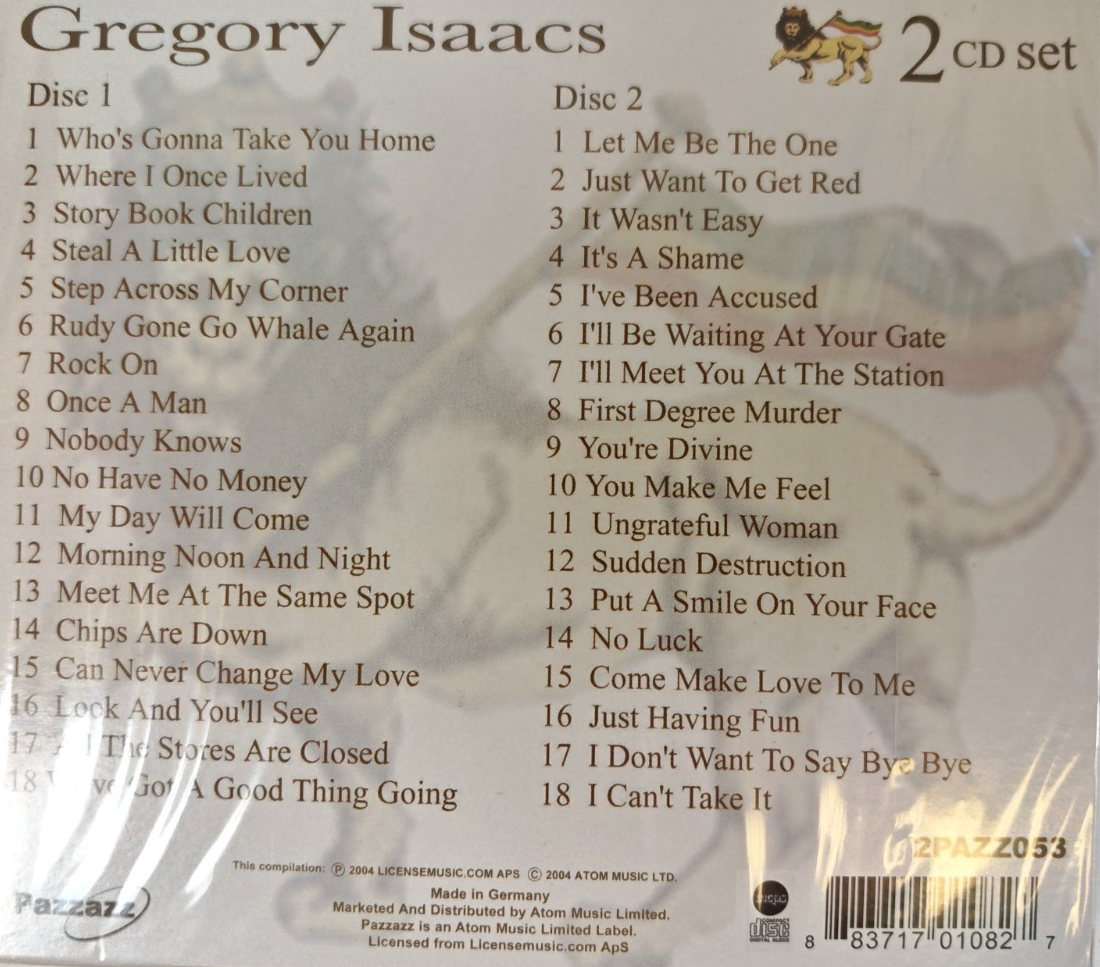 Gregory Isaacs
2 CD set
Disc 1
1 Who's Gonna Take You Home
2 Where I Once Lived
3 Story Book Children
4 Steal A Little Love
5 Step Across My Corner
6 Rudy Gone Go Whale Again
7 Rock On
8 Once A Man
9 Nobody Knows
10 No Have No Money
11 My Day Will Come
12 Morning Noon And Night
13 Meet Me At The Same Spot
14 Chips Are Down
15 Can Never Change My Love
16 Look And You'll See
17 All The Stores Are Closed
18 We've Got A Good Thing Going
Disc 2
1 Let Me Be The One
2 Just Want To Get Red
3 It Wasn't Easy
4 It's A Shame
5 I've Been Accused
6 I'll Be Waiting At Your Gate
7 I'll Meet You At The Station
8 First Degree Murder
9 You're Divine
10 You Make Me Feel
11 Ungrateful Woman
12 Sudden Destruction
13 Put A Smile On Your Face
14 No Luck
15 Come Make Love To Me
16 Just Having Fun
17 I Don't Want To Say Bye Bye
18 I Can't Take It
2PAZZ053
This compilation: ℗ 2004 LICENSEMUSIC.COM APS © 2004 ATOM MUSIC LTD.
Made in Germany
Marketed And Distributed by Atom Music Limited.
Pazzazz is an Atom Music Limited Label.
Licensed from Licensemusic.com ApS
Pazzazz
mcps
COMPACT
disc
DIGITAL AUDIO
8 83717 01082 7